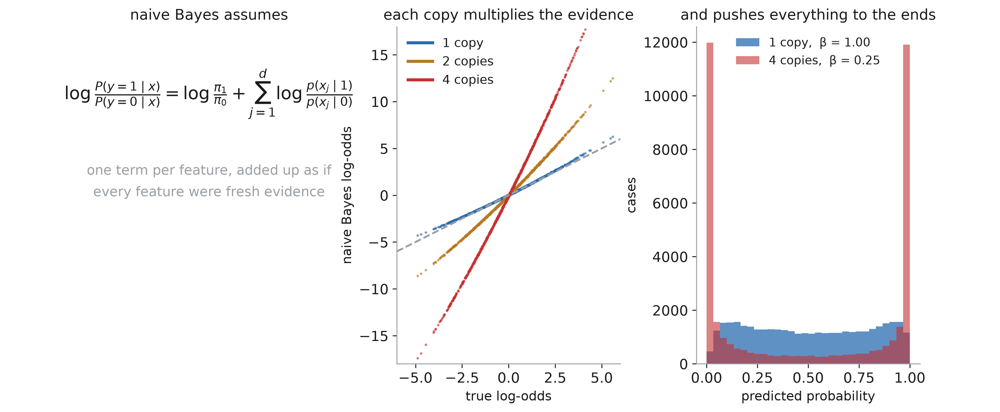 naive Bayes assumes
log P(y = 1 | x) / P(y = 0 | x) = log π₁ / π₀ + ∑_{j = 1}^{d} log p(x_j | 1) / p(x_j | 0)
one term per feature, added up as if
every feature were fresh evidence
each copy multiplies the evidence
1 copy
2 copies
4 copies
naive Bayes log-odds
15
10
5
0
−5
−10
−15
−5.0 −2.5 0.0 2.5 5.0
true log-odds
and pushes everything to the ends
1 copy, β = 1.00
4 copies, β = 0.25
cases
12000
10000
8000
6000
4000
2000
0
0.00 0.25 0.50 0.75 1.00
predicted probability